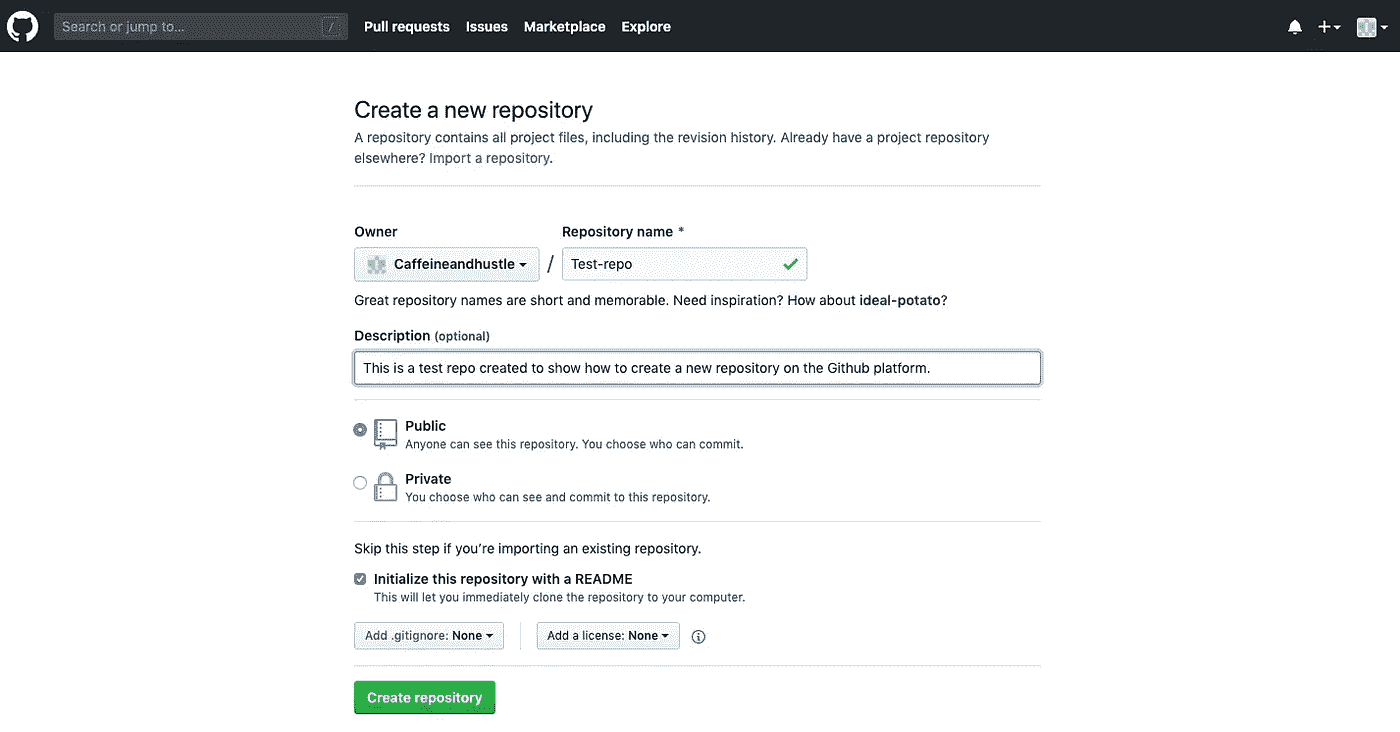 Search or jump to... /
Pull requests Issues Marketplace Explore
Create a new repository
A repository contains all project files, including the revision history. Already have a project repository
elsewhere? Import a repository.
Owner
Repository name *
Caffeineandhustle / Test-repo
Great repository names are short and memorable. Need inspiration? How about ideal-potato?
Description (optional)
This is a test repo created to show how to create a new repository on the Github platform.
Public
Anyone can see this repository. You choose who can commit.
Private
You choose who can see and commit to this repository.
Skip this step if you’re importing an existing repository.
Initialize this repository with a README
This will let you immediately clone the repository to your computer.
Add .gitignore: None
Add a license: None
Create repository